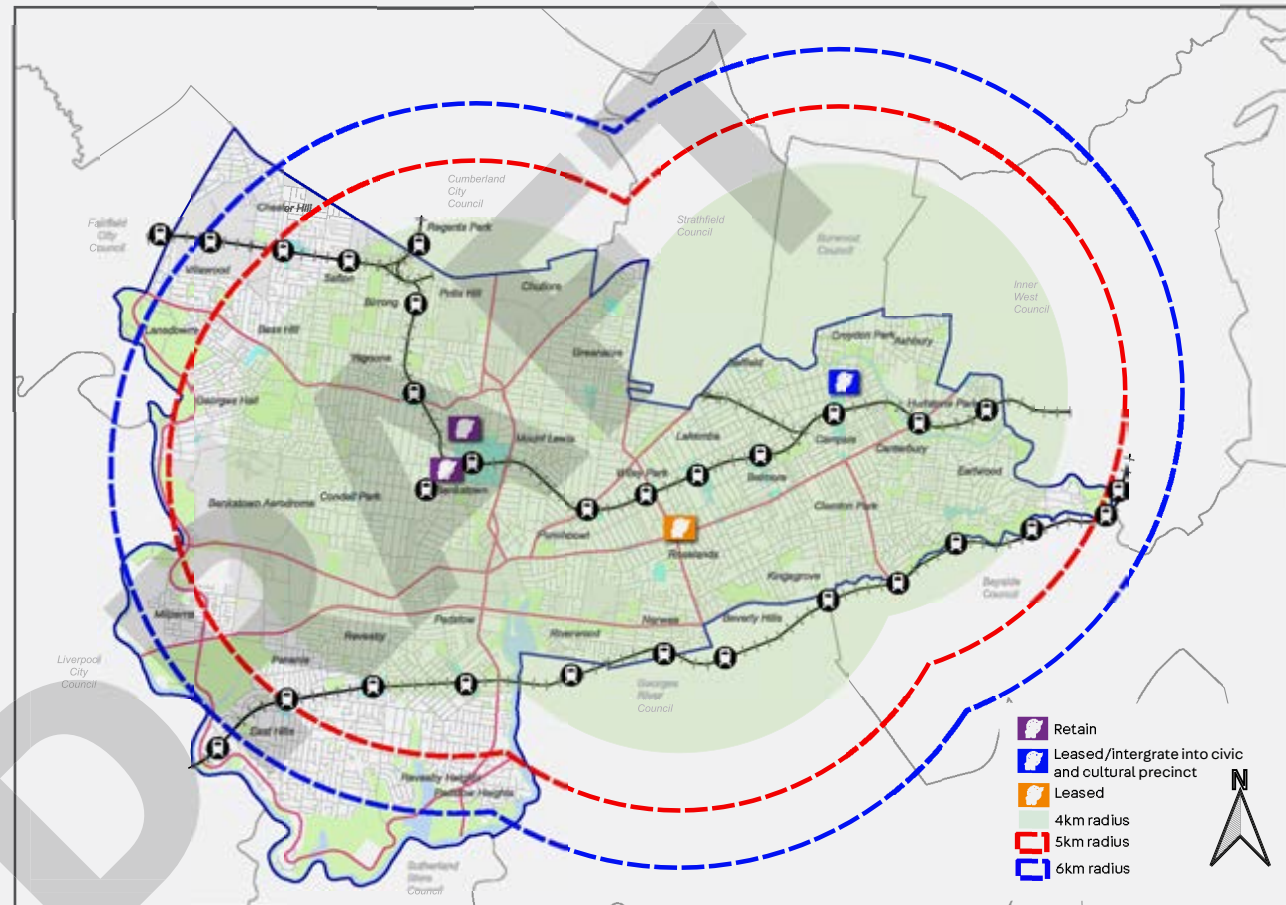 DRAFT
Cumberland
City
Council
Fairfield
City
Council
Chester Hill
Regents Park
Strathfield
Council
Burwood
Council
Villawood
Sefton
Birrong
Potts Hill
Chullora
Inner
West
Council
Lansdowne
Bass Hill
Yagoona
Greenacre
Croydon Park
Ashbury
Belfield
Georges Hall
Hurlstone Park
Mount Lewis
Lakemba
Campsie
Canterbury
Wiley Park
Belmore
Earlwood
Bankstown
Bankstown Aerodrome
Condell Park
Clemton Park
Punchbowl
Roselands
Kingsgrove
Bayside
Council
Milperra
Padstow
Narwee
Beverly Hills
Revesby
Riverwood
Panania
Liverpool
City
Council
Georges
River
Council
East Hills
Revesby Heights
Padstow Heights
Sutherland
Shire
Council
Retain
Leased/intergrate into civic
and cultural precinct
Leased
4km radius
5km radius
6km radius
N